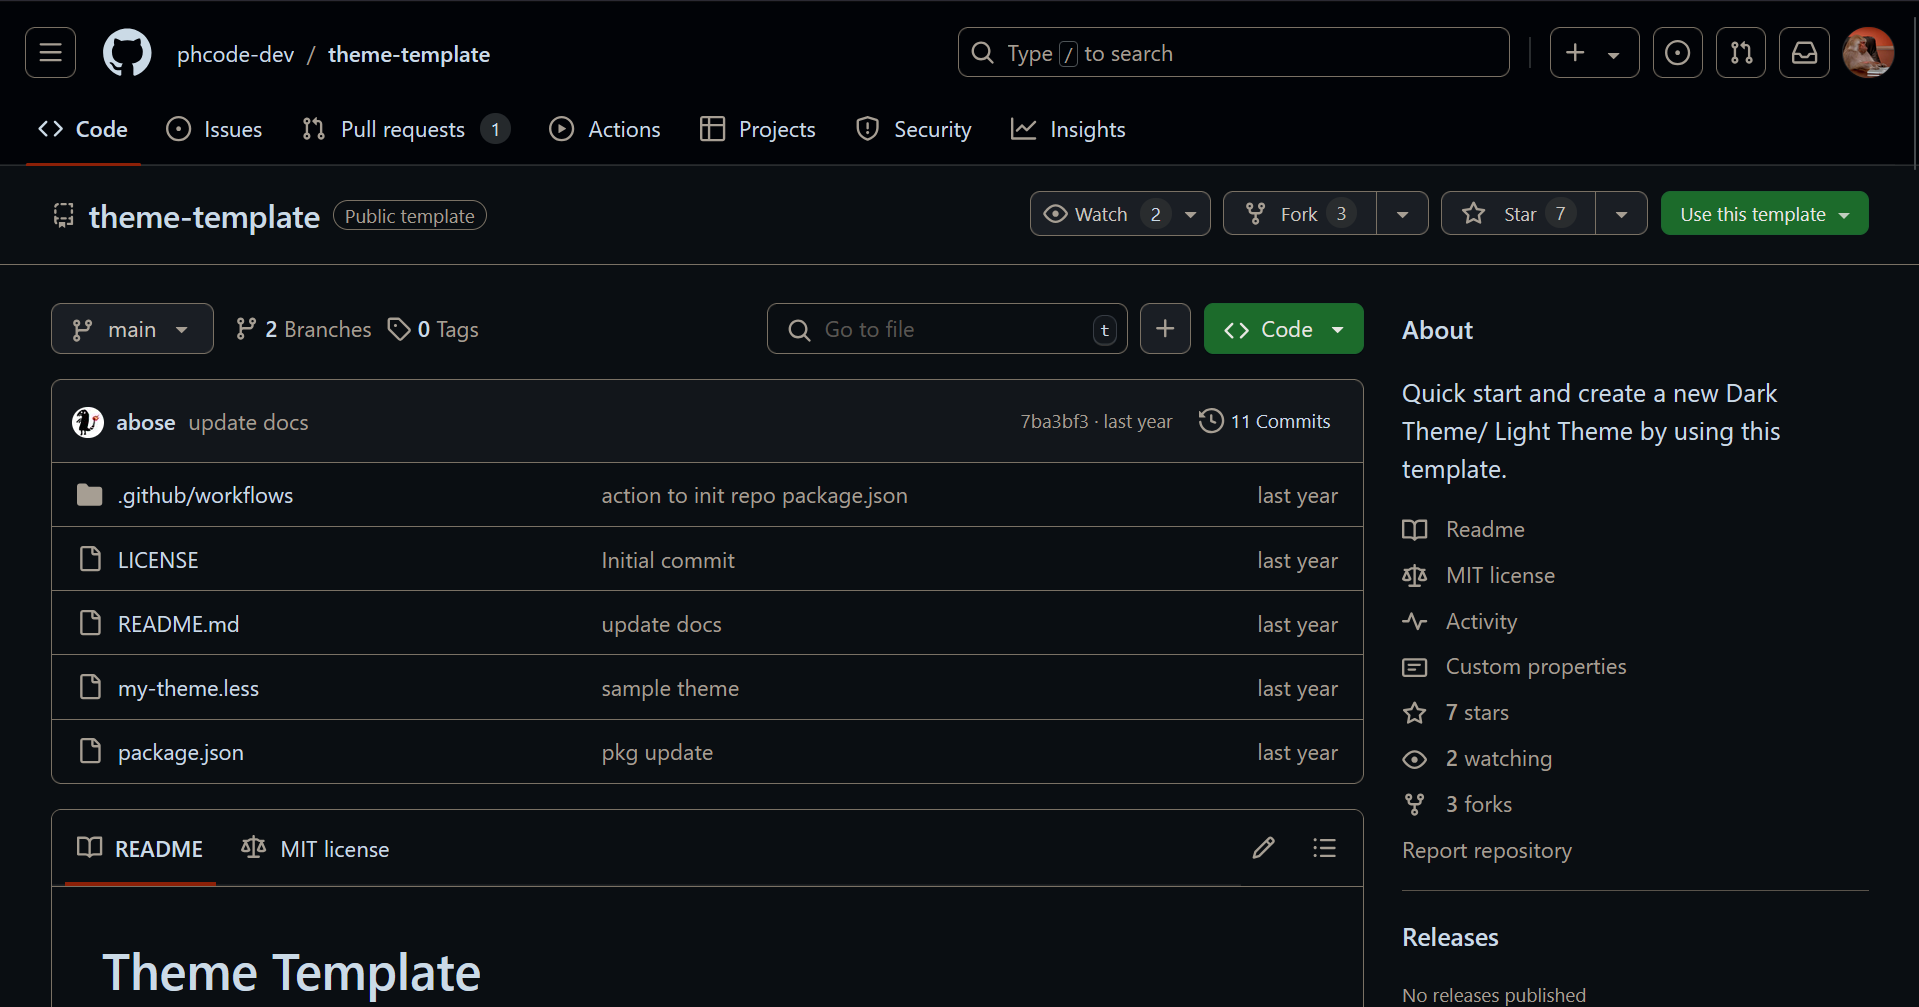 phcode-dev / theme-template
Type / to search
Code
Issues
Pull requests 1
Actions
Projects
Security
Insights
theme-template Public template
Watch 2
Fork 3
Star 7
Use this template
main
2 Branches
0 Tags
Go to file t
Code
abose update docs 7ba3bf3 · last year 11 Commits
.github/workflows action to init repo package.json last year
LICENSE Initial commit last year
README.md update docs last year
my-theme.less sample theme last year
package.json pkg update last year
README
MIT license
Theme Template
About
Quick start and create a new Dark
Theme/ Light Theme by using this
template.
Readme
MIT license
Activity
Custom properties
7 stars
2 watching
3 forks
Report repository
Releases
No releases published